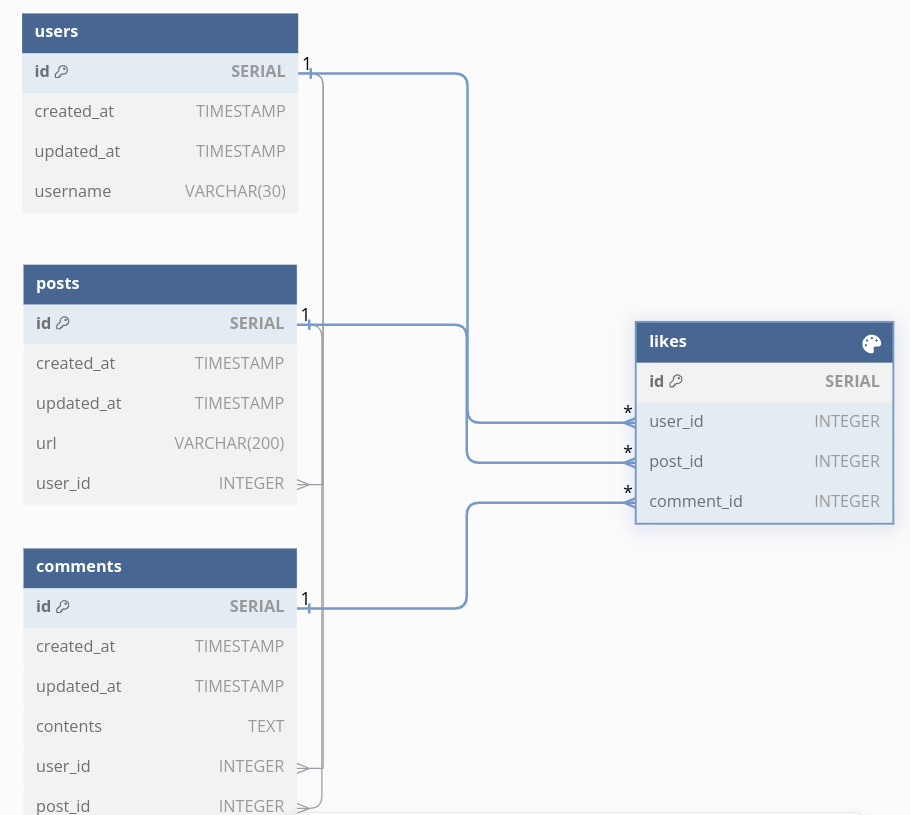 users
id SERIAL
created_at TIMESTAMP
updated_at TIMESTAMP
username VARCHAR(30)
1
posts
id SERIAL
created_at TIMESTAMP
updated_at TIMESTAMP
url VARCHAR(200)
user_id INTEGER
1
comments
id SERIAL
created_at TIMESTAMP
updated_at TIMESTAMP
contents TEXT
user_id INTEGER
post_id INTEGER
1
likes
id SERIAL
* user_id INTEGER
* post_id INTEGER
* comment_id INTEGER